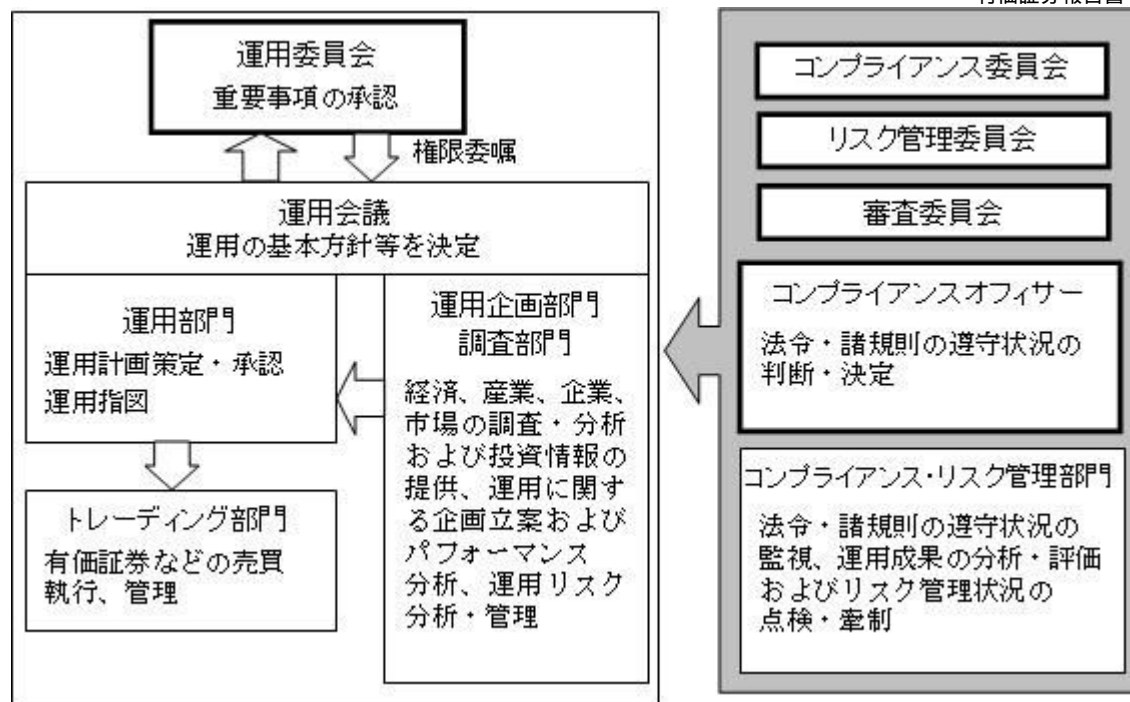 運用委員会
重要事項の承認
権限委嘱
運用会議
運用の基本方針等を決定
運用部門
運用計画策定・承認
運用指図
運用企画部門
調査部門
経済、産業、企業、
市場の調査・分析
および投資情報の
提供、運用に関す
る企画立案および
パフォーマンス
分析、運用リスク
分析・管理
トレーディング部門
有価証券などの売買
執行、管理
コンプライアンス委員会
リスク管理委員会
審査委員会
コンプライアンスオフィサー
法令・諸規則の遵守状況の
判断・決定
コンプライアンス・リスク管理部門
法令・諸規則の遵守状況の
監視、運用成果の分析・評価
およびリスク管理状況の
点検・牽制